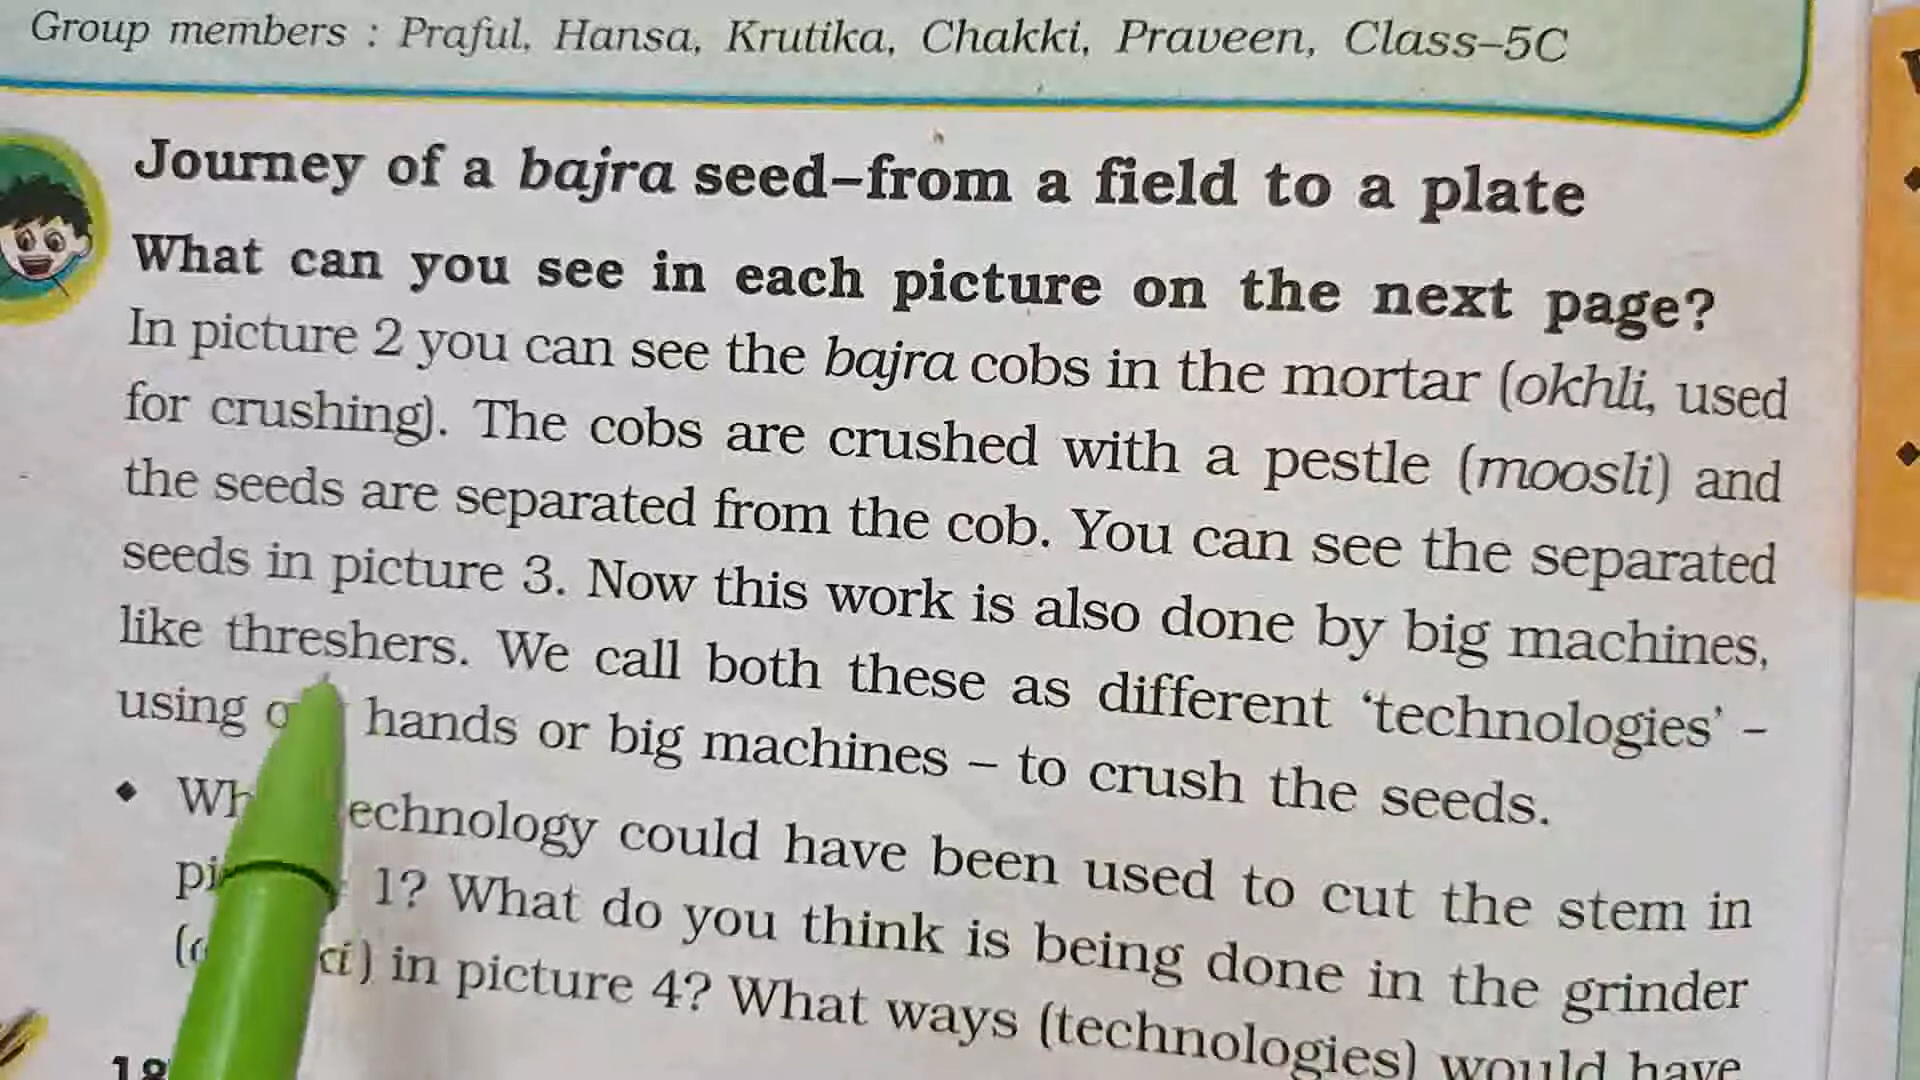 Group members : Praful, Hansa, Krutika, Chakki, Praveen, Class–5C
Journey of a bajra seed–from a field to a plate
What can you see in each picture on the next page?
In picture 2 you can see the bajra cobs in the mortar (okhli, used
for crushing). The cobs are crushed with a pestle (moosli) and
the seeds are separated from the cob. You can see the separated
seeds in picture 3. Now this work is also done by big machines,
like threshers. We call both these as different ‘technologies’ –
using hands or big machines – to crush the seeds.
◆ could have been used to cut the stem in
1? What do you think is being done in the grinder
in picture 4? What ways (technologies) would have